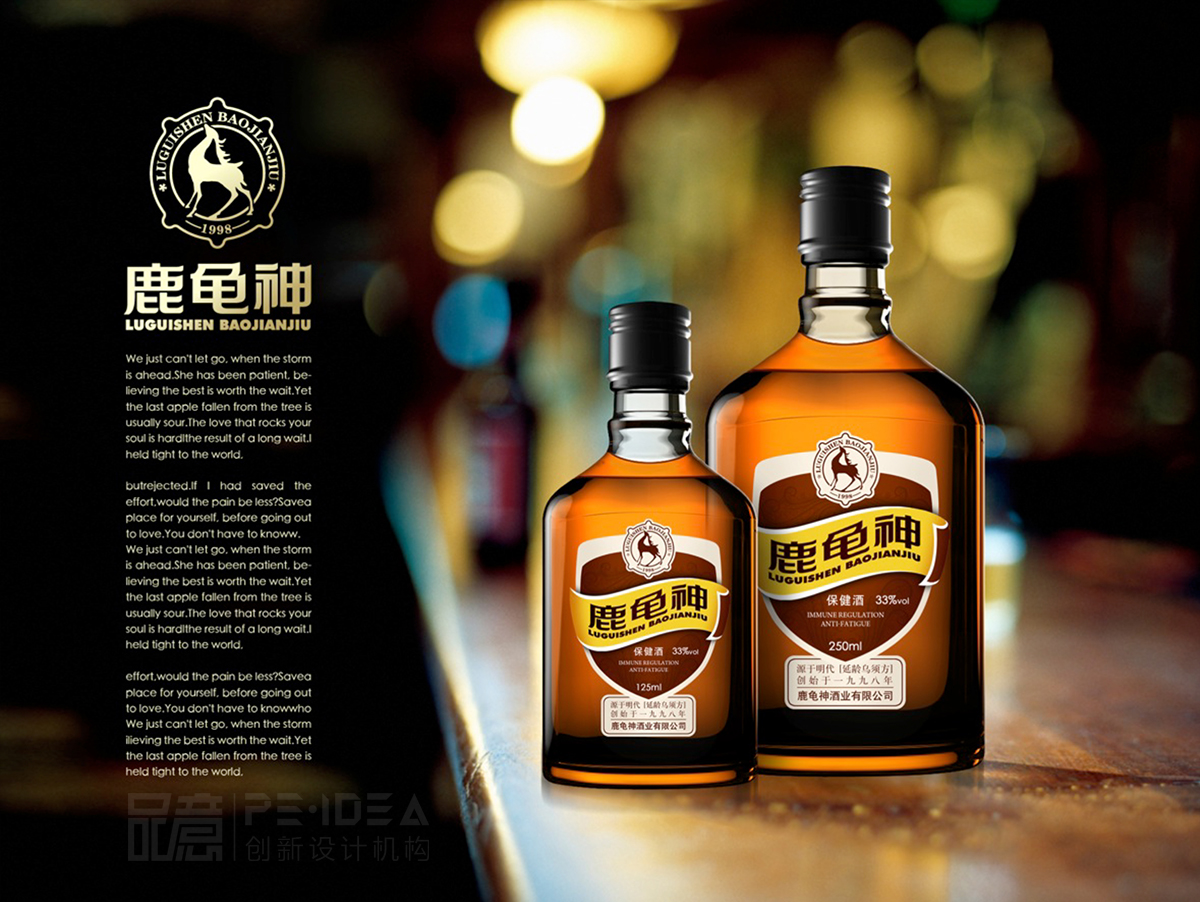 LUGUISHEN BAOJIANJIU
1998
鹿龟神
LUGUISHEN BAOJIANJIU
We just can't let go, when the storm
is ahead.She has been patient, be-
lieving the best is worth the wait.Yet
the last apple fallen from the tree is
usually sour.The love that rocks your
soul is hardlthe result of a long wait.I
held tight to the world.
butrejected.If I had saved the
effort,would the pain be less?Savea
place for yourself, before going out
to love.You don't have to knoww.
We just can't let go, when the storm
is ahead.She has been patient, be-
lieving the best is worth the wait.Yet
the last apple fallen from the tree is
usually sour.The love that rocks your
soul is hardlthe result of a long wait.I
held tight to the world.
effort,would the pain be less?Savea
place for yourself, before going out
to love.You don't have to knowwho
We just can't let go, when the storm
ilieving the best is worth the wait.Yet
the last apple fallen from the tree is
held tight to the world.
品意 PE·IDEA
创新设计机构
LUGUISHEN BAOJIANJIU
1998
鹿龟神
LUGUISHEN BAOJIANJIU
保健酒 33%vol
IMMUNE REGULATION
ANTI-FATIGUE
125ml
源于明代 [延龄乌须方]
创始于一九九八年
鹿龟神酒业有限公司
LUGUISHEN BAOJIANJIU
1998
鹿龟神
LUGUISHEN BAOJIANJIU
保健酒 33%vol
IMMUNE REGULATION
ANTI-FATIGUE
250ml
源于明代 [延龄乌须方]
创始于一九九八年
鹿龟神酒业有限公司